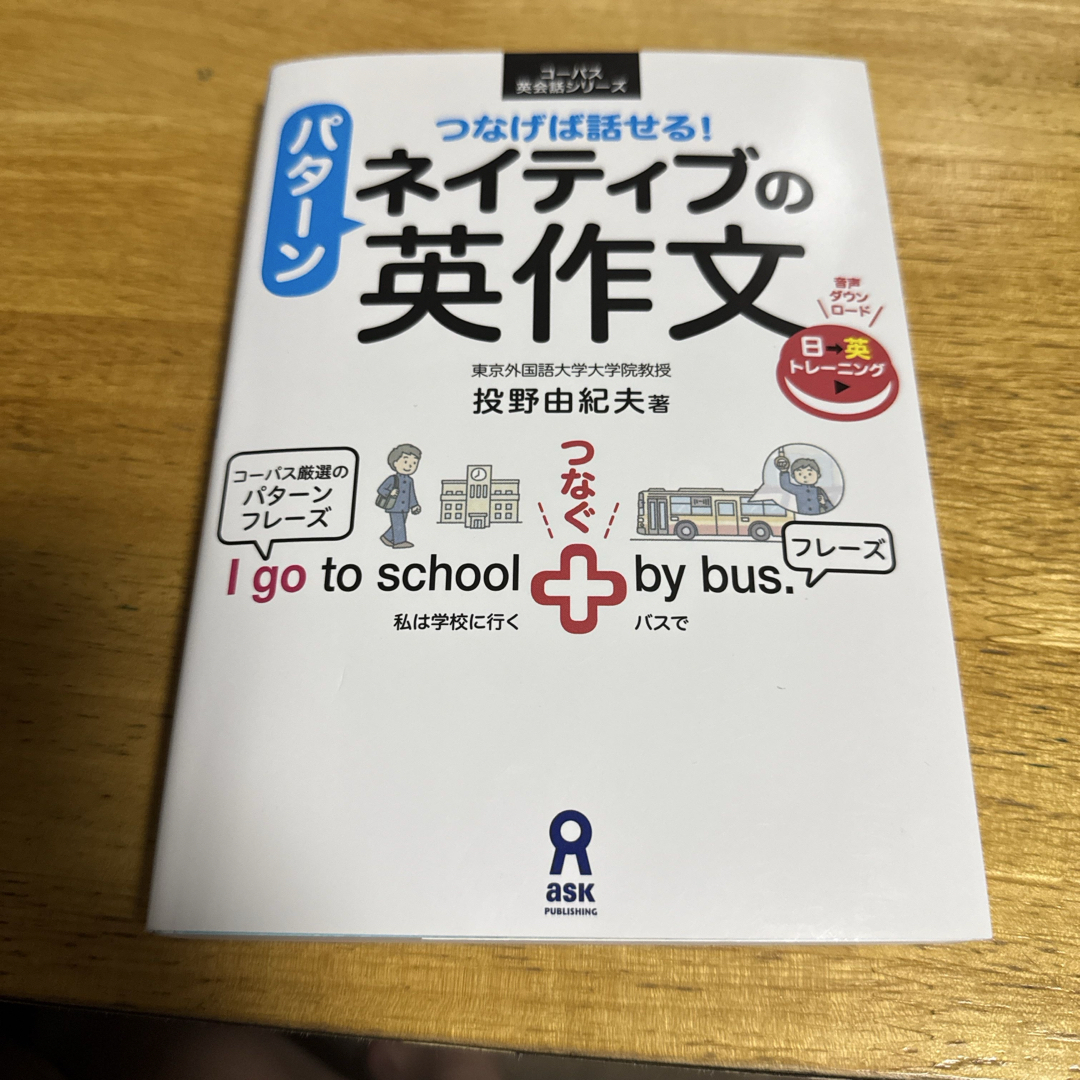 コーパス
英会話シリーズ
つなげば話せる!
パターン
ネイティブの
英作文
音声
ダウン
ロード
日→英
トレーニング
東京外国語大学大学院教授
投野由紀夫著
コーパス厳選の
パターン
フレーズ
つなぐ
フレーズ
I go to school + by bus.
私は学校に行く バスで
ask
PUBLISHING